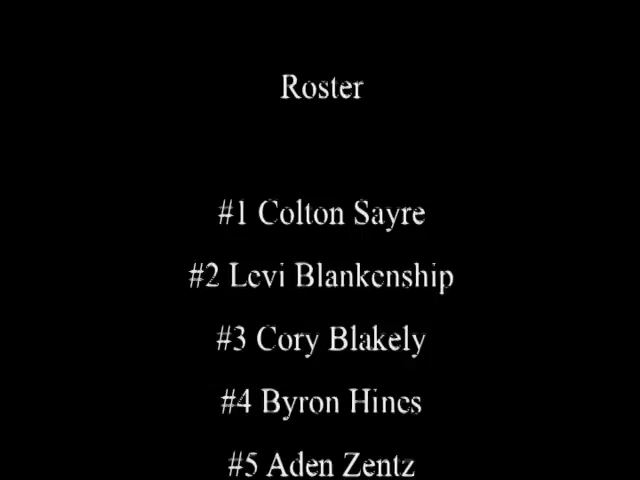 Roster
#1 Colton Sayre
#2 Levi Blankenship
#3 Cory Blakely
#4 Byron Hines
#5 Aden Zentz